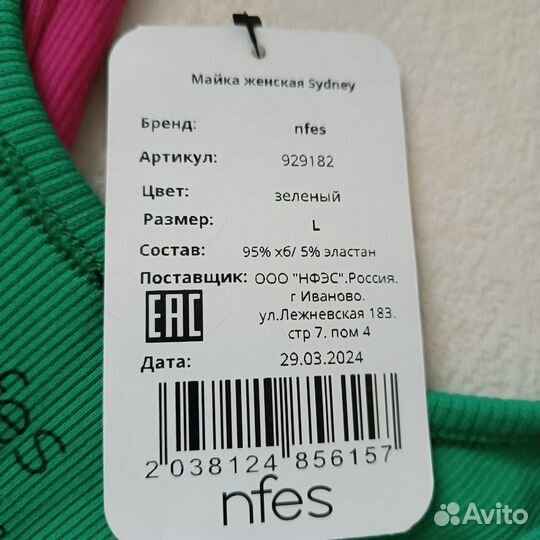 Майка женская Sydney
Бренд: nfes
Артикул: 929182
Цвет: зеленый
Размер: L
Состав: 95% хб/ 5% эластан
Поставщик: ООО "НФЭС".Россия.
г Иваново.
ул.Лежневская 183.
стр 7. пом 4
EAC
Дата: 29.03.2024
2 038124 856157
nfes
Avito